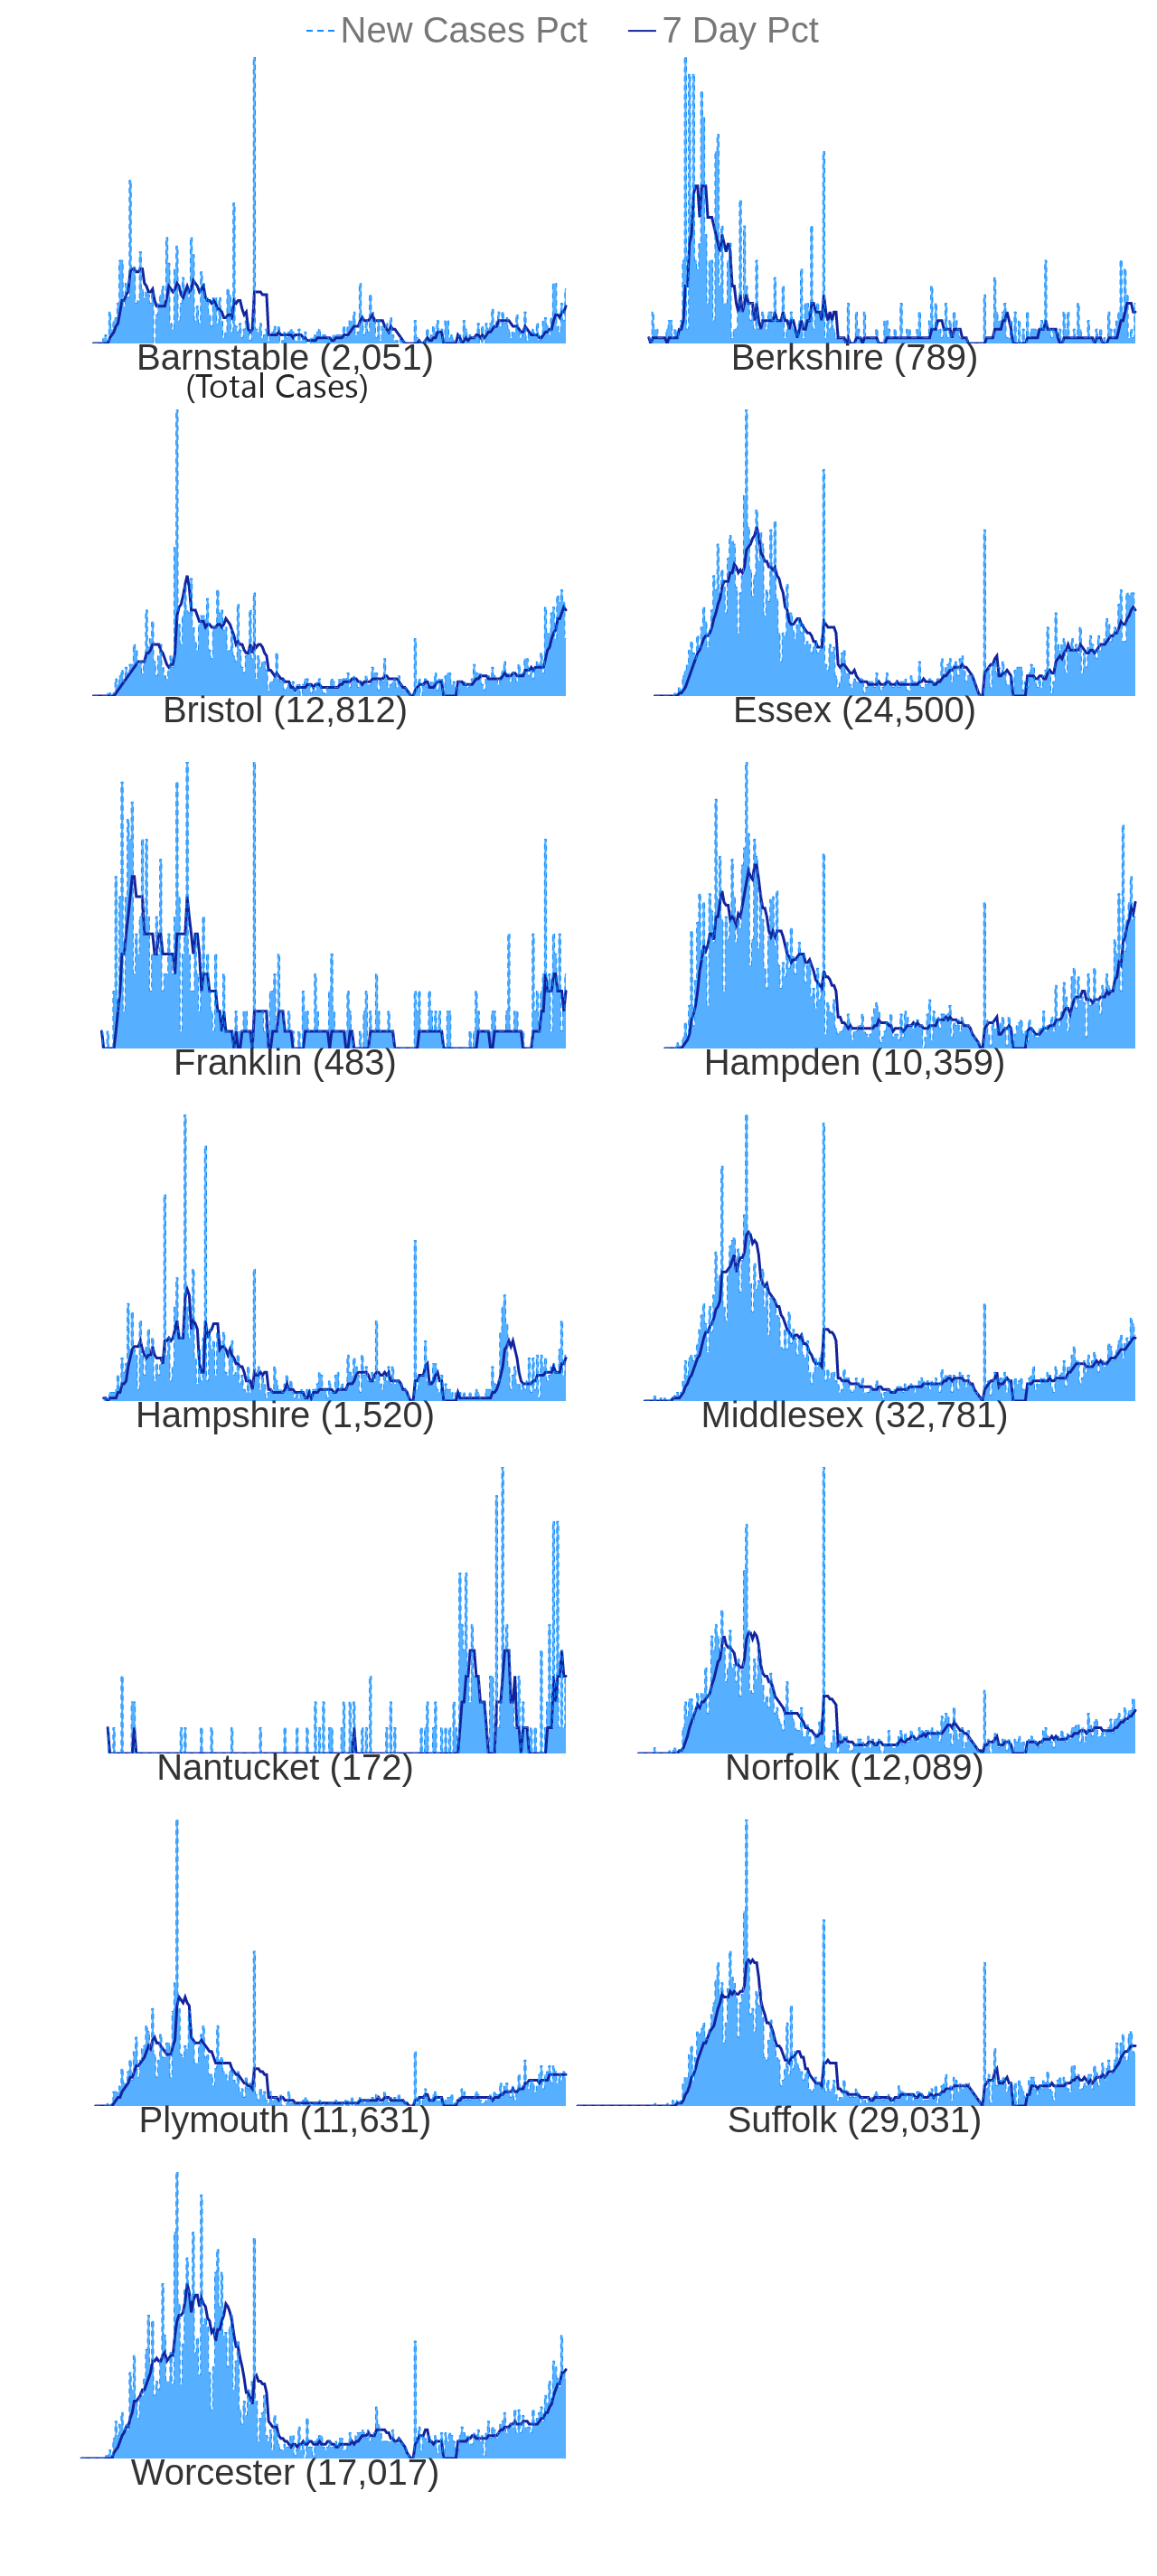 New Cases Pct 7 Day Pct
Barnstable (2,051) Berkshire (789)
(Total Cases)
Bristol (12,812) Essex (24,500)
Franklin (483) Hampden (10,359)
Hampshire (1,520) Middlesex (32,781)
Nantucket (172) Norfolk (12,089)
Plymouth (11,631) Suffolk (29,031)
Worcester (17,017)